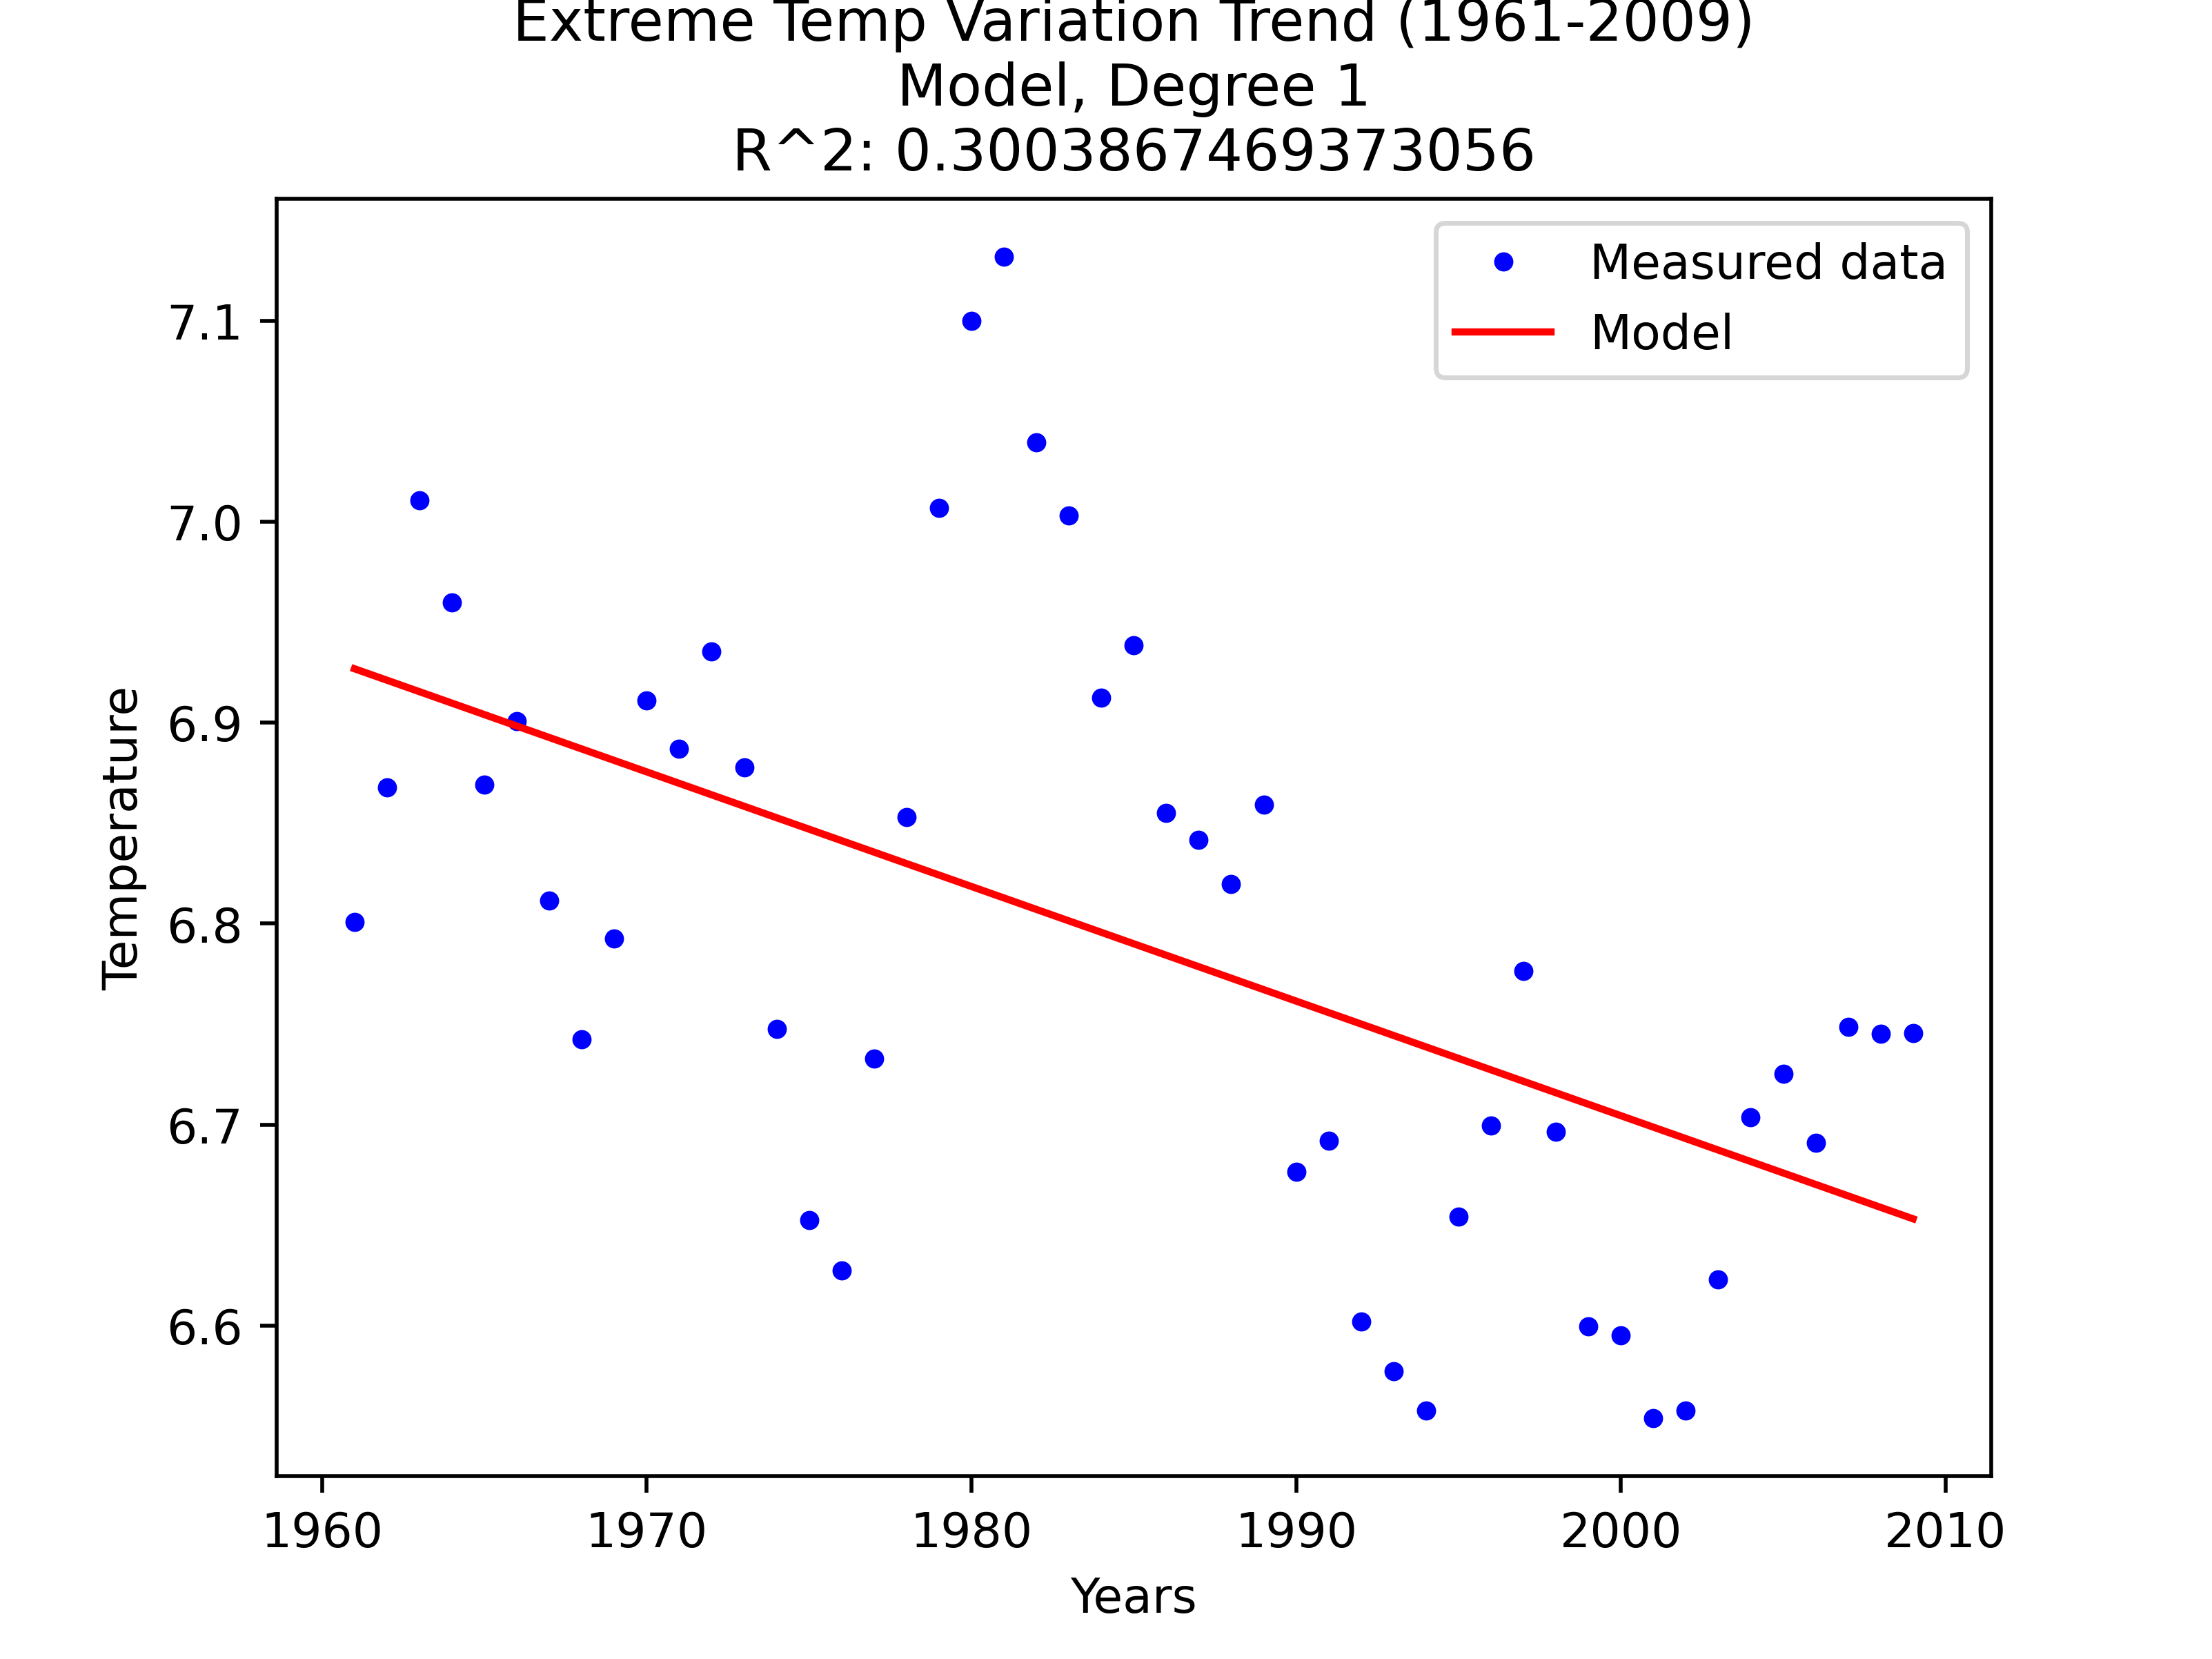 Extreme Temp Variation Trend (1961-2009)
Model, Degree 1
R^2: 0.3003867469373056
Measured data
Model
7.1
7.0
6.9
6.8
6.7
6.6
Temperature
1960 1970 1980 1990 2000 2010
Years